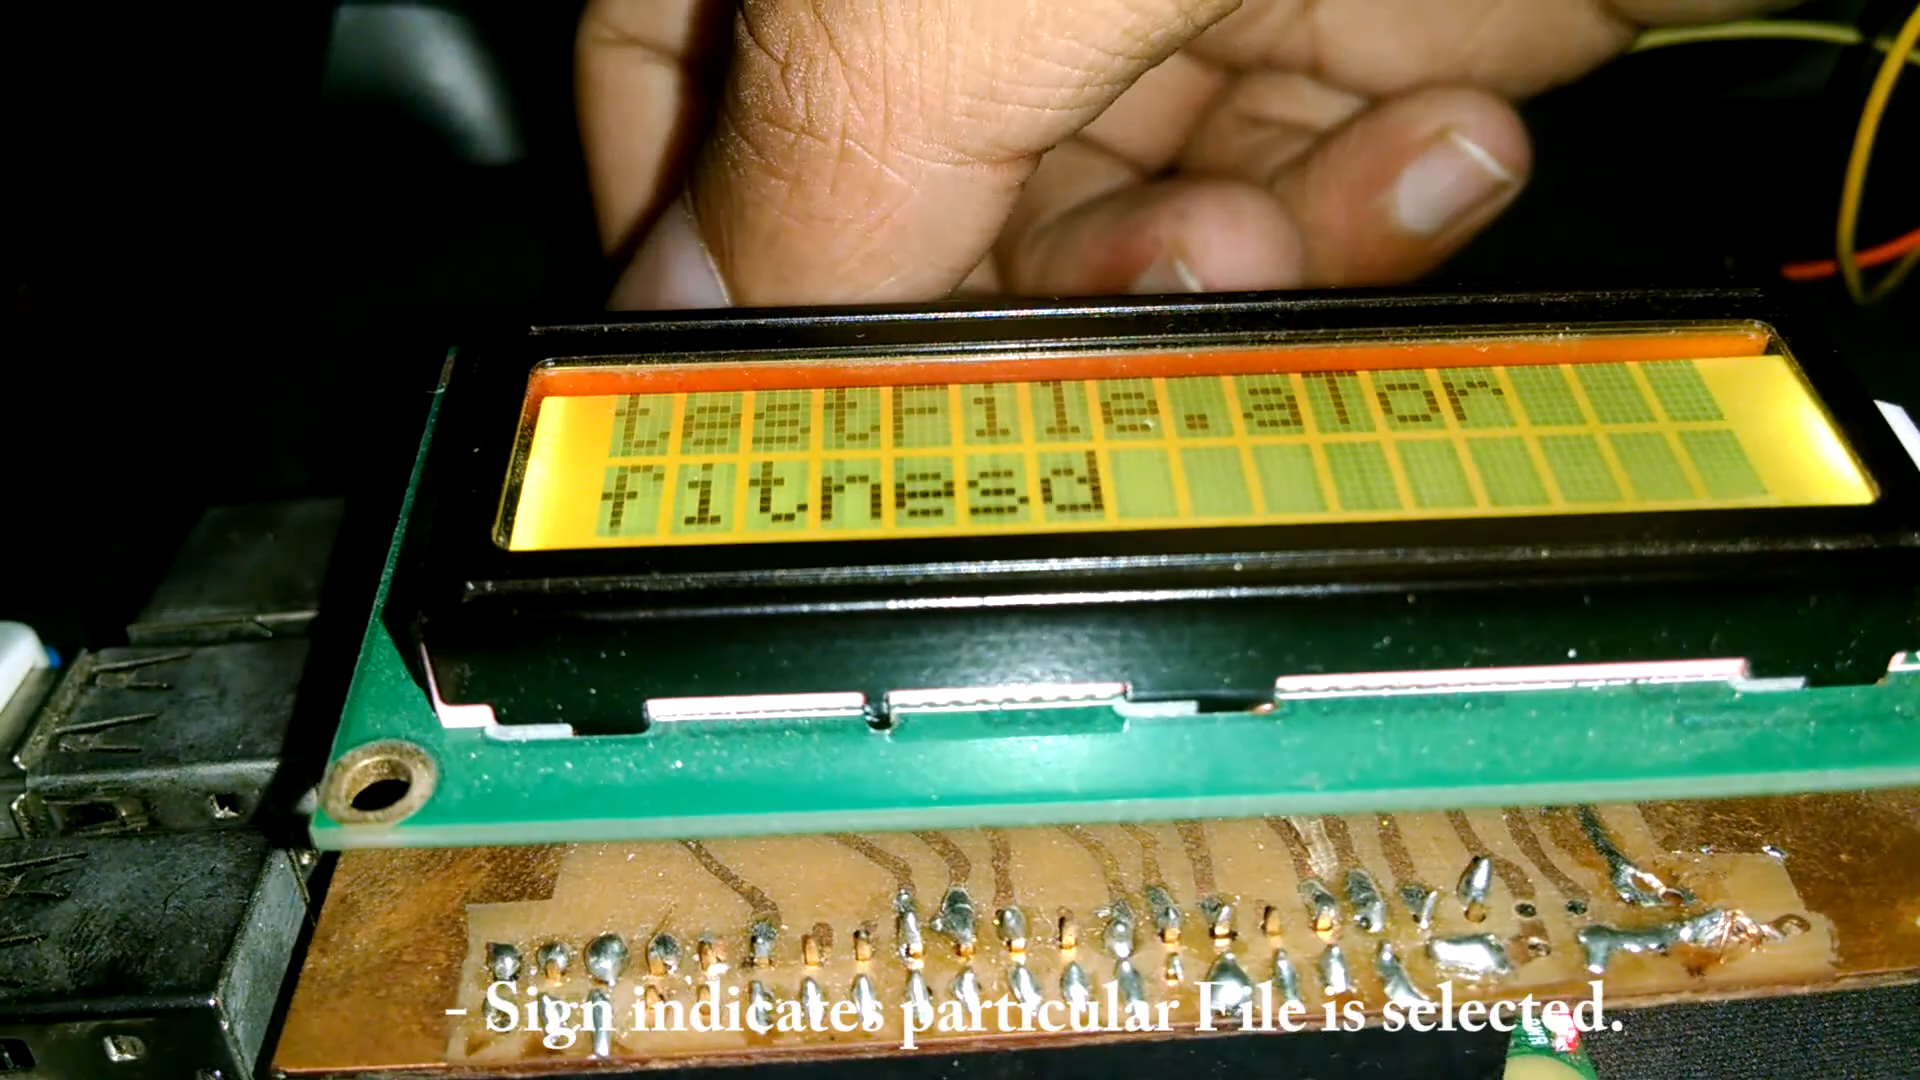 testFile.aTor
fitnesd
- Sign indicates particular File is selected.